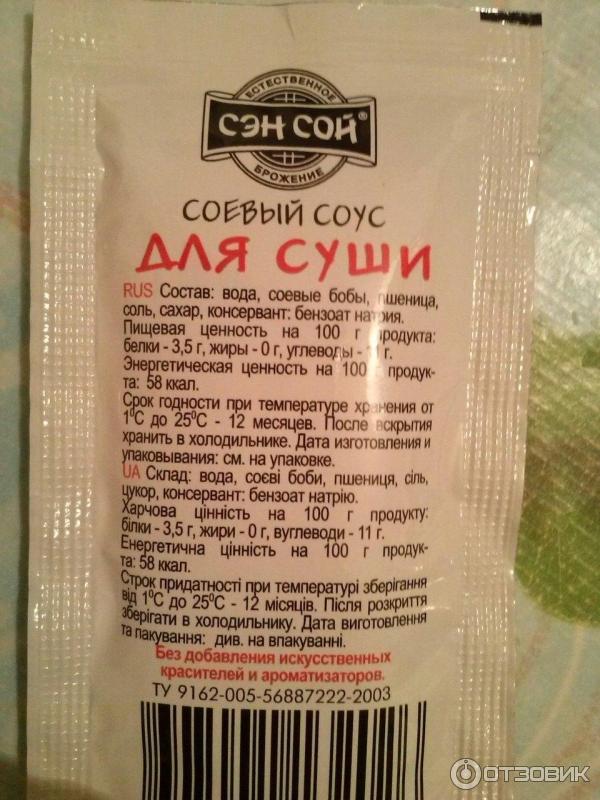 ЕСТЕСТВЕННОЕ
СЭН СОЙ®
БРОЖЕНИЕ
СОЕВЫЙ СОУС
ДЛЯ СУШИ
RUS Состав: вода, соевые бобы, пшеница,
соль, сахар, консервант: бензоат натрия.
Пищевая ценность на 100 г продукта:
белки - 3,5 г, жиры - 0 г, углеводы - 11 г.
Энергетическая ценность на 100 г продук-
та: 58 ккал.
Срок годности при температуре хранения от
1⁰С до 25⁰С - 12 месяцев. После вскрытия
хранить в холодильнике. Дата изготовления и
упаковывания: см. на упаковке.
UA Склад: вода, соєві боби, пшениця, сіль,
цукор, консервант: бензоат натрію.
Харчова цінність на 100 г продукту:
білки - 3,5 г, жири - 0 г, вуглеводи - 11 г.
Енергетична цінність на 100 г продук-
та: 58 ккал.
Строк придатності при температурі зберігання
від 1⁰С до 25⁰С - 12 місяців. Після розкриття
зберігати в холодильнику. Дата виготовлення
та пакування: див. на впакуванні.
Без добавления искусственных
красителей и ароматизаторов.
ТУ 9162-005-56887222-2003
ОТЗОВИК